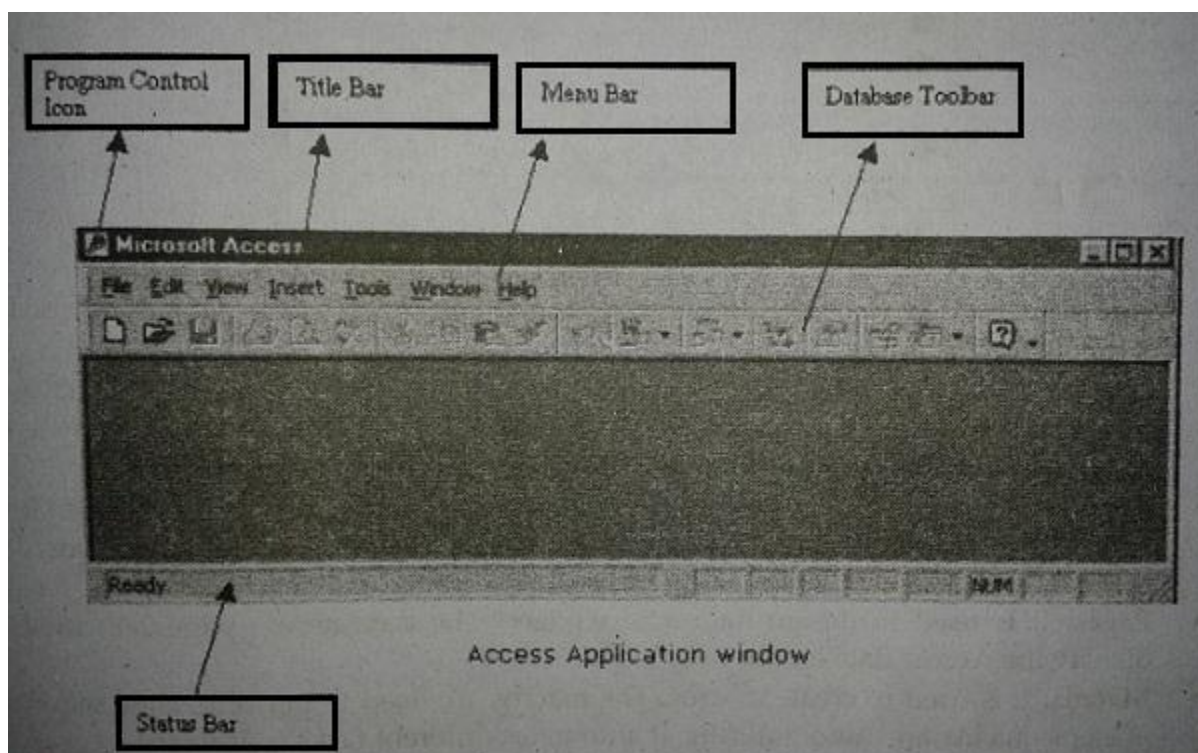 Program Control
Icon
Title Bar
Menu Bar
Database Toolbar
Microsoft Access
File Edit View Insert Tools Window Help
Ready
NUM
Access Application window
Status Bar